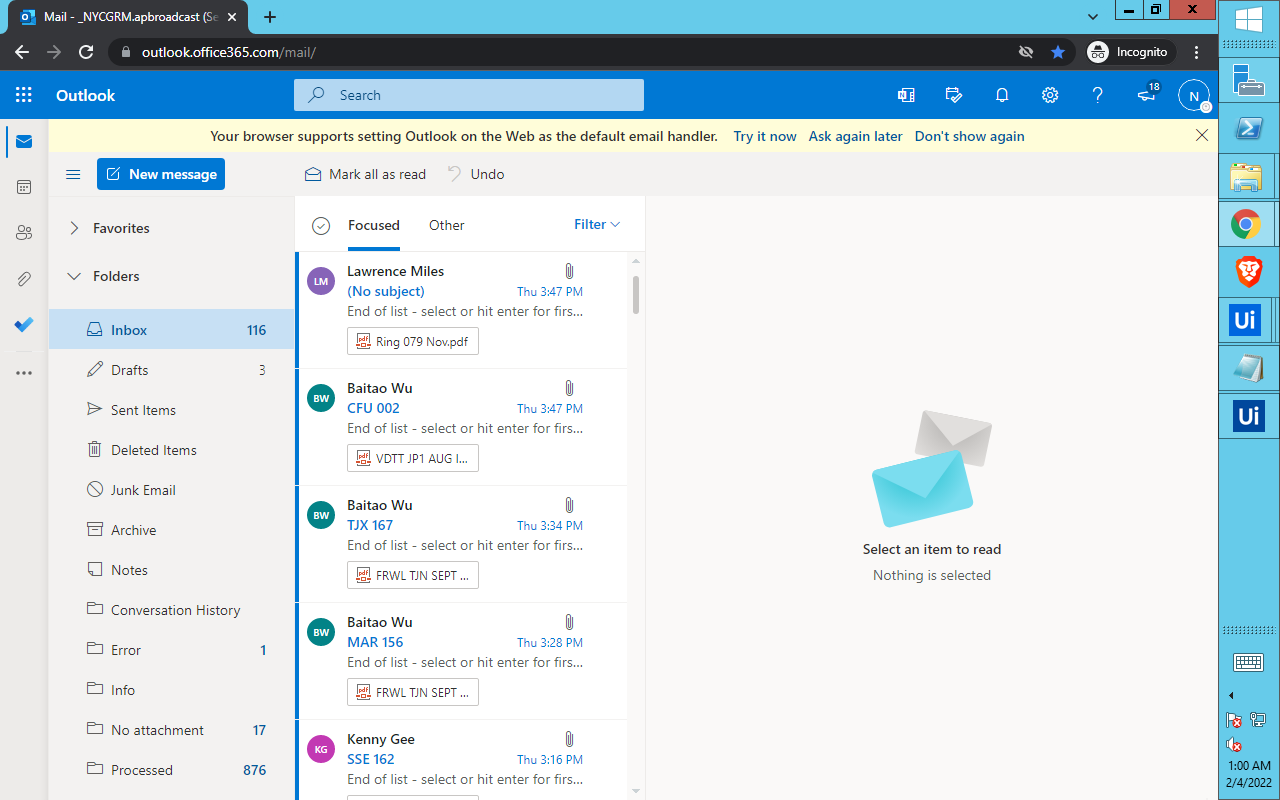 Mail - _NYCGRM.apbroadcast (Se
outlook.office365.com/mail/
Incognito
Outlook
Search
18
N
Your browser supports setting Outlook on the Web as the default email handler. Try it now Ask again later Don't show again
New message
Mark all as read
Undo
Favorites
Folders
Inbox 116
Drafts 3
Sent Items
Deleted Items
Junk Email
Archive
Notes
Conversation History
Error 1
Info
No attachment 17
Processed 876
Focused
Other
Filter
LM
Lawrence Miles
(No subject) Thu 3:47 PM
End of list - select or hit enter for firs...
pdf Ring 079 Nov.pdf
BW
Baitao Wu
CFU 002 Thu 3:47 PM
End of list - select or hit enter for firs...
pdf VDTT JP1 AUG I...
BW
Baitao Wu
TJX 167 Thu 3:34 PM
End of list - select or hit enter for firs...
pdf FRWL TJN SEPT ...
BW
Baitao Wu
MAR 156 Thu 3:28 PM
End of list - select or hit enter for firs...
pdf FRWL TJN SEPT ...
KG
Kenny Gee
SSE 162 Thu 3:16 PM
End of list - select or hit enter for firs...
Select an item to read
Nothing is selected
Ui
Ui
1:00 AM
2/4/2022